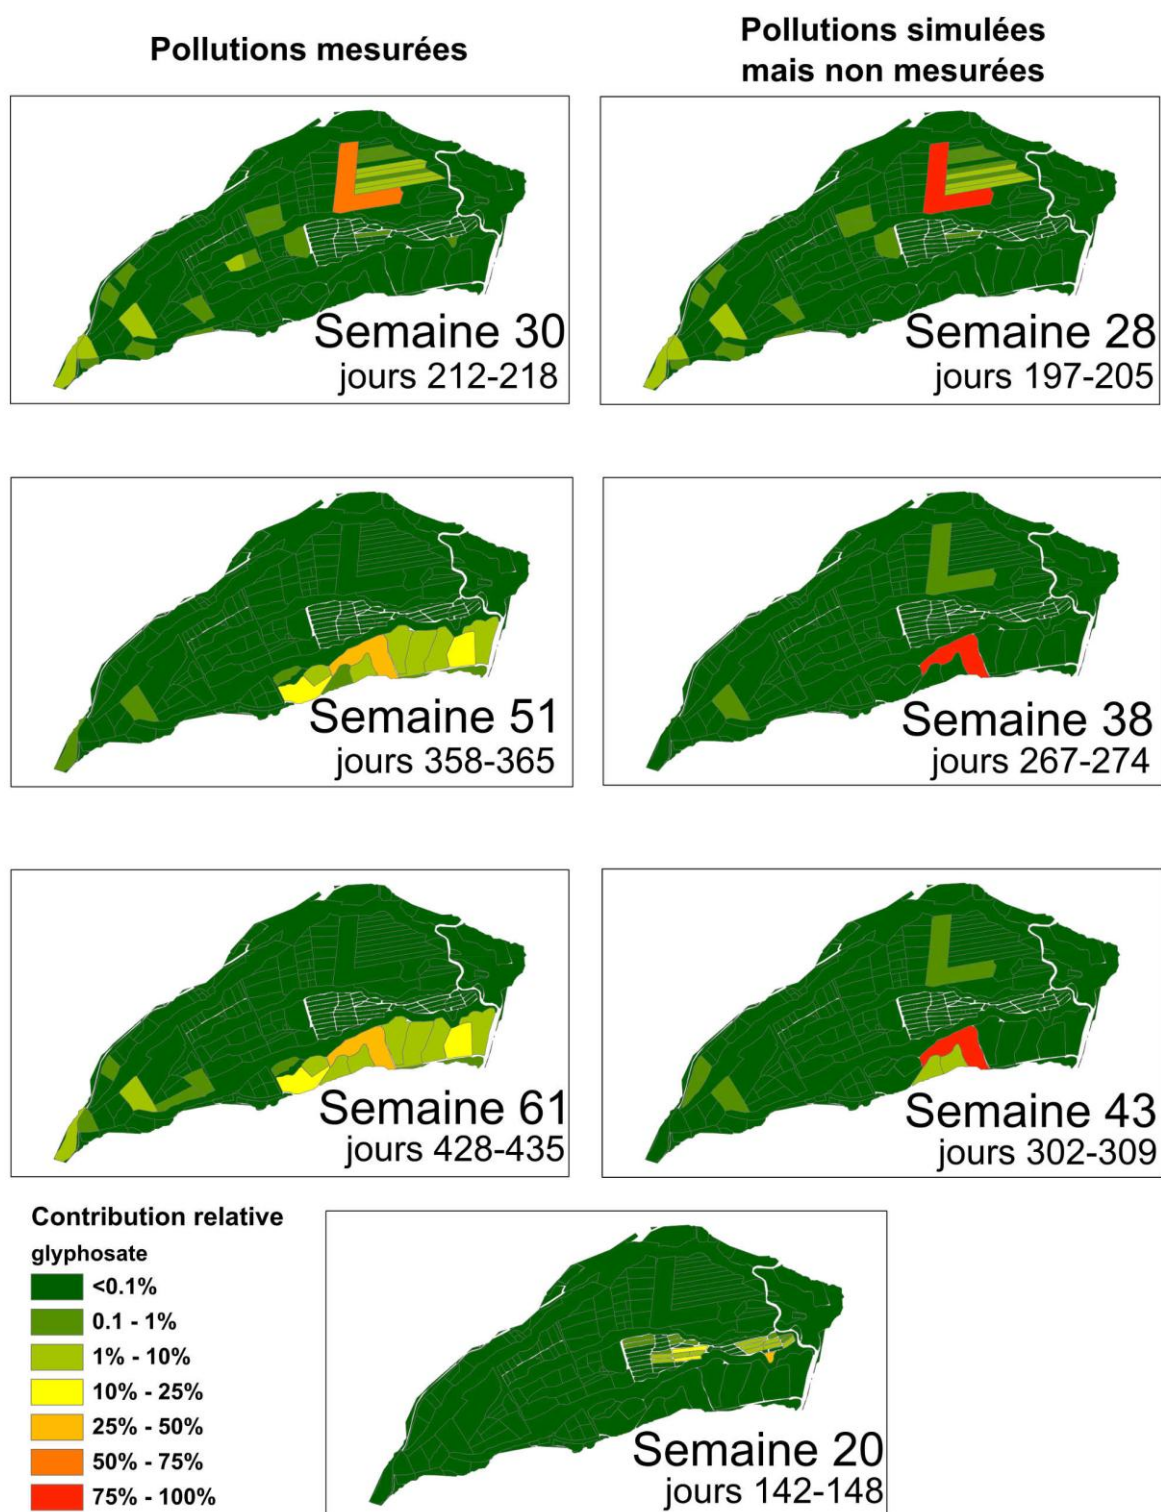 Pollutions mesurées
Pollutions simulées
mais non mesurées
Semaine 30
jours 212-218
Semaine 28
jours 197-205
Semaine 51
jours 358-365
Semaine 38
jours 267-274
Semaine 61
jours 428-435
Semaine 43
jours 302-309
Contribution relative
glyphosate
<0.1%
0.1 - 1%
1% - 10%
10% - 25%
25% - 50%
50% - 75%
75% - 100%
Semaine 20
jours 142-148